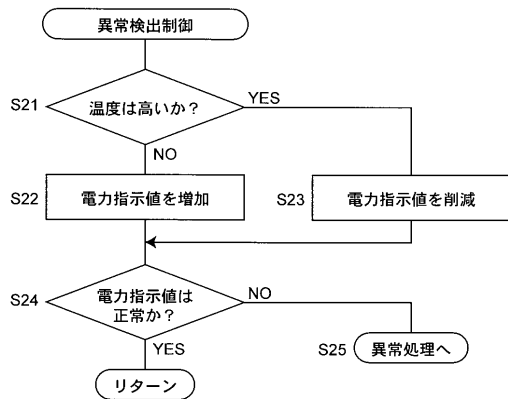 異常検出制御
S21
温度は高いか?
YES
NO
S22
電力指示値を増加
S23
電力指示値を削減
S24
電力指示値は
正常か?
NO
YES
S25
異常処理へ
リターン